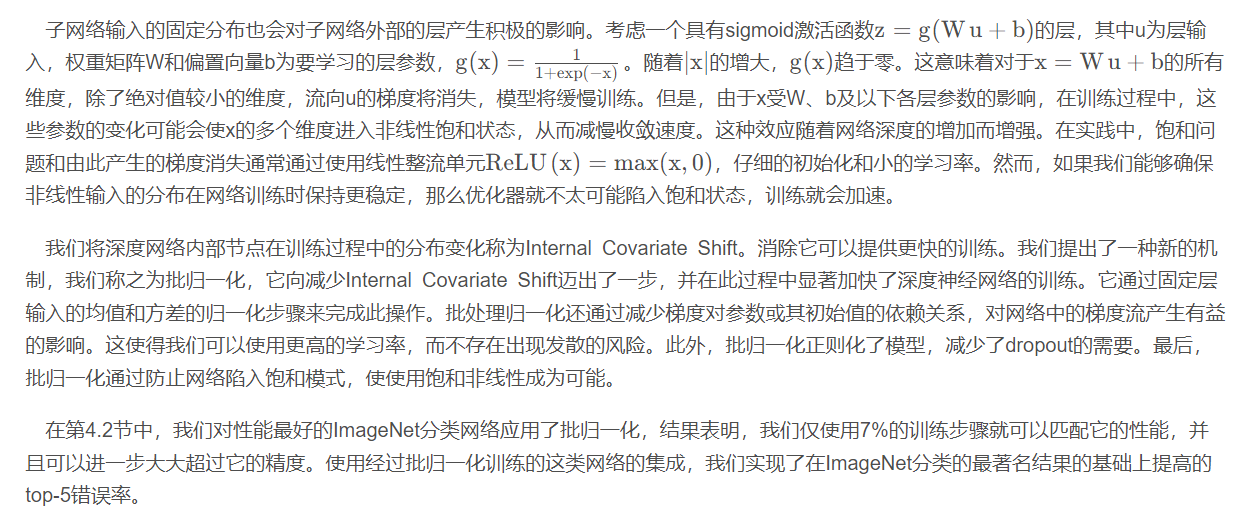 子网络输入的固定分布也会对子网络外部的层产生积极的影响。考虑一个具有sigmoid激活函数z = g(W u + b)的层，其中u为层输
入，权重矩阵W和偏置向量b为要学习的层参数，g(x) = 1/(1+exp(−x))。随着|x|的增大，g(x)趋于零。这意味着对于x = W u + b的所有
维度，除了绝对值较小的维度，流向u的梯度将消失，模型将缓慢训练。但是，由于x受W、b及以下各层参数的影响，在训练过程中，这
些参数的变化可能会使x的多个维度进入非线性饱和状态，从而减慢收敛速度。这种效应随着网络深度的增加而增强。在实践中，饱和问
题和由此产生的梯度消失通常通过使用线性整流单元ReLU (x) = max(x, 0)，仔细的初始化和小的学习率。然而，如果我们能够确保
非线性输入的分布在网络训练时保持更稳定，那么优化器就不太可能陷入饱和状态，训练就会加速。
我们将深度网络内部节点在训练过程中的分布变化称为Internal Covariate Shift。消除它可以提供更快的训练。我们提出了一种新的机
制，我们称之为批归一化，它向减少Internal Covariate Shift迈出了一步，并在此过程中显著加快了深度神经网络的训练。它通过固定层
输入的均值和方差的归一化步骤来完成此操作。批处理归一化还通过减少梯度对参数或其初始值的依赖关系，对网络中的梯度流产生有益
的影响。这使得我们可以使用更高的学习率，而不存在出现发散的风险。此外，批归一化正则化了模型，减少了dropout的需要。最后，
批归一化通过防止网络陷入饱和模式，使使用饱和非线性成为可能。
在第4.2节中，我们对性能最好的ImageNet分类网络应用了批归一化，结果表明，我们仅使用7%的训练步骤就可以匹配它的性能，并
且可以进一步大大超过它的精度。使用经过批归一化训练的这类网络的集成，我们实现了在ImageNet分类的最著名结果的基础上提高的
top-5错误率。